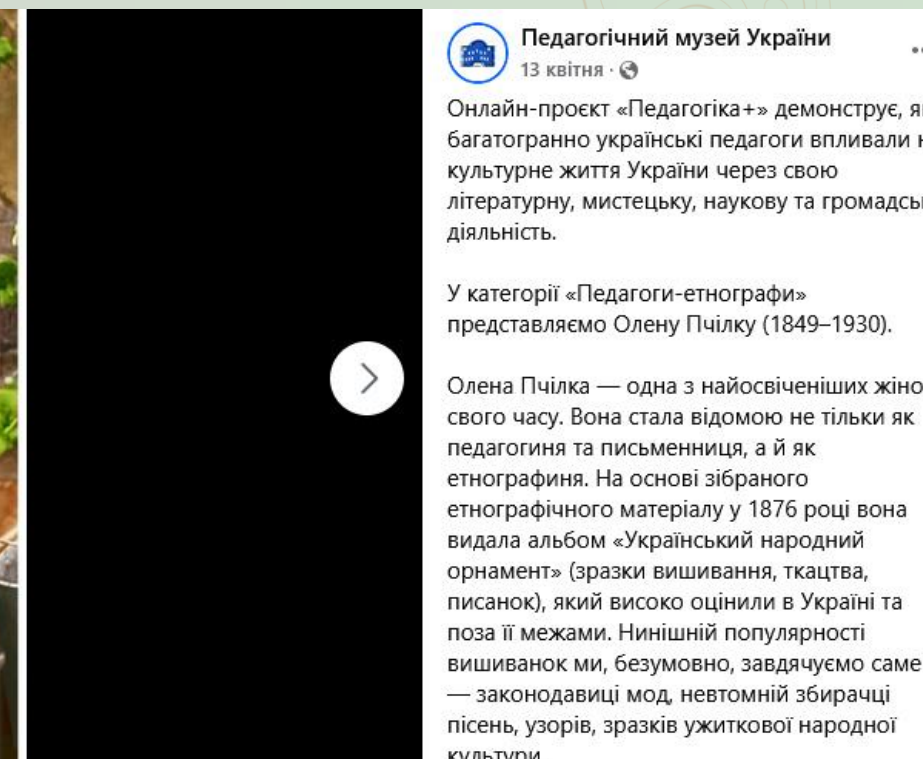 Педагогічний музей України
13 квітня ·
Онлайн-проєкт «Педагогіка+» демонструє,
багатогранно українські педагоги впливали
культурне життя України через свою
літературну, мистецьку, наукову та
діяльність.
У категорії «Педагоги-етнографи»
представляємо Олену Пчілку (1849–1930).
Олена Пчілка — одна з найосвіченіших
свого часу. Вона стала відомою не тільки як
педагогиня та письменниця, а й як
етнографиня. На основі зібраного
етнографічного матеріалу у 1876 році вона
видала альбом «Український народний
орнамент» (зразки вишивання, ткацтва,
писанок), який високо оцінили в Україні та
поза її межами. Нинішній популярності
вишиванок ми, безумовно, завдячуємо саме
— законодавиці мод, невтомній збирачці
пісень, узорів, зразків ужиткової народної
культури